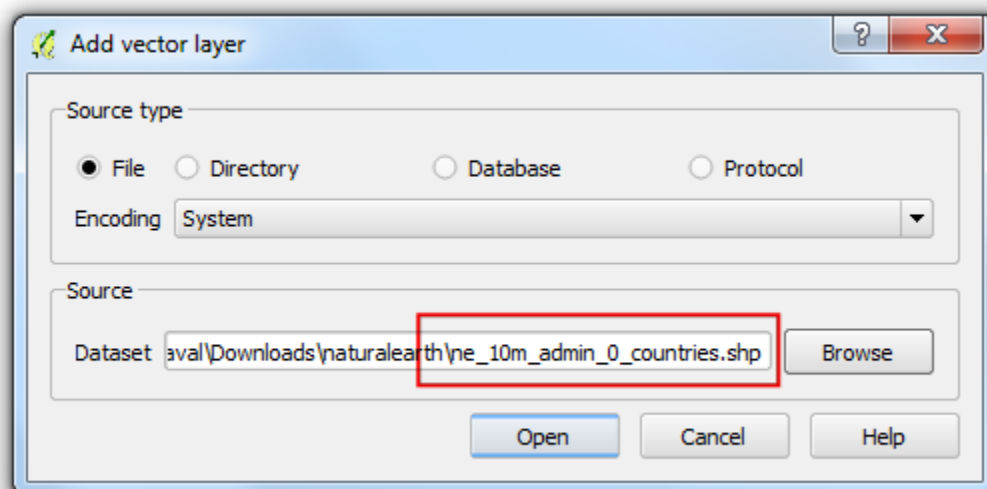 Add vector layer
Source type
File Directory Database Protocol
Encoding System
Source
Dataset aval\Downloads\naturalearth\ne_10m_admin_0_countries.shp Browse
Open Cancel Help